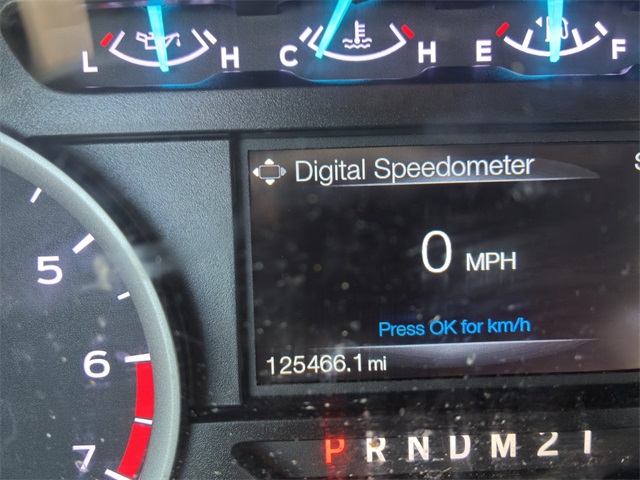 L H C H E F
Digital Speedometer
5
0 MPH
6
Press OK for km/h
125466.1 mi
7
P R N D M 2 1